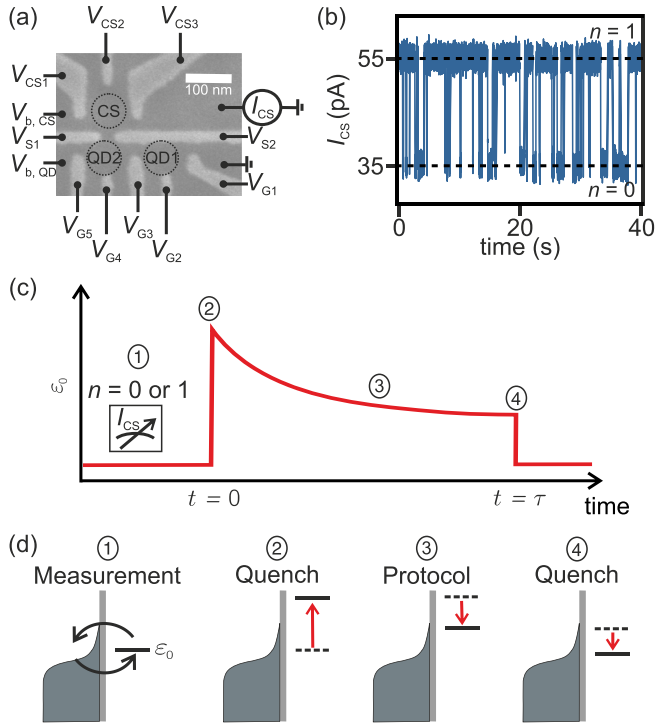 (a)
V_CS2
V_CS3
V_CS1
100 nm
CS
I_CS
V_b, CS
V_S1
V_S2
QD2
QD1
V_b, QD
V_G1
V_G5
V_G3
V_G4
V_G2
(b)
n = 1
55
I_CS (pA)
35
n = 0
0
20
40
time (s)
(c)
②
①
n = 0 or 1
③
④
ε₀
I_CS
t = 0
t = τ
time
(d)
① ② ③ ④
Measurement Quench Protocol Quench
ε₀